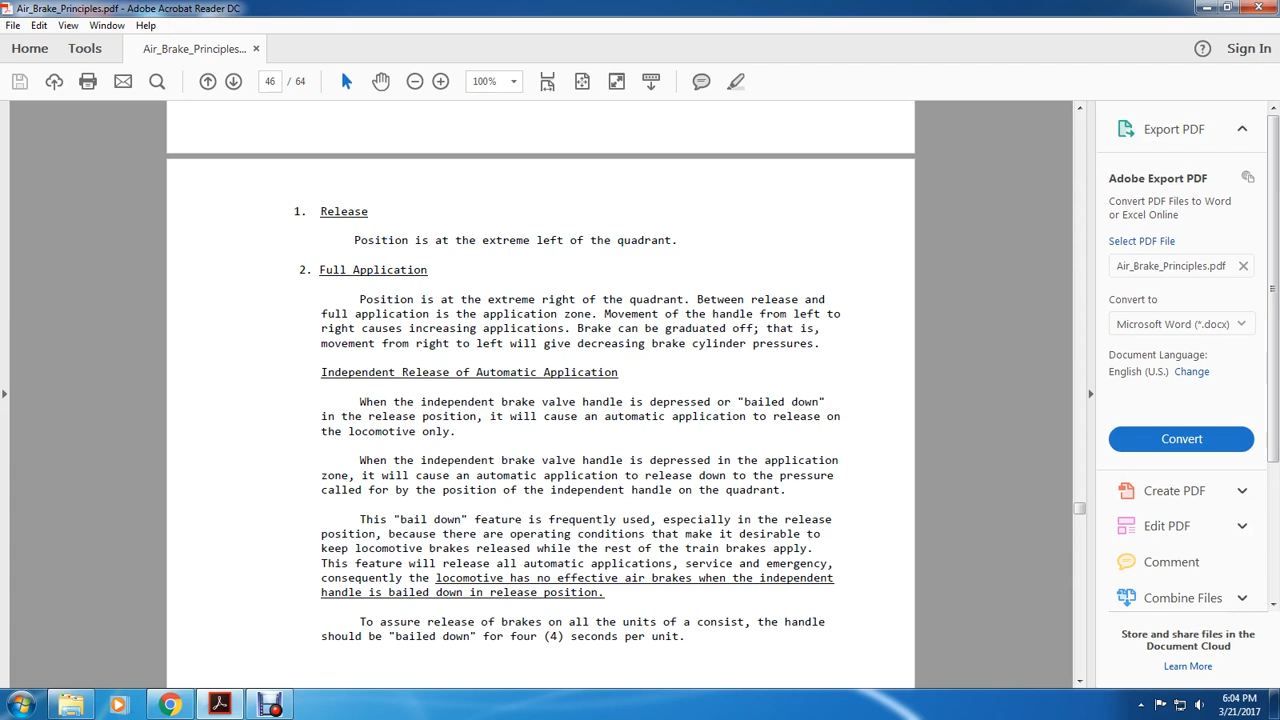 Air_Brake_Principles.pdf - Adobe Acrobat Reader DC
File Edit View Window Help
Home Tools Air_Brake_Principles... × Sign In
46 / 64 100%
1. Release
Position is at the extreme left of the quadrant.
2. Full Application
Position is at the extreme right of the quadrant. Between release and
full application is the application zone. Movement of the handle from left to
right causes increasing applications. Brake can be graduated off; that is,
movement from right to left will give decreasing brake cylinder pressures.
Independent Release of Automatic Application
When the independent brake valve handle is depressed or "bailed down"
in the release position, it will cause an automatic application to release on
the locomotive only.
When the independent brake valve handle is depressed in the application
zone, it will cause an automatic application to release down to the pressure
called for by the position of the independent handle on the quadrant.
This "bail down" feature is frequently used, especially in the release
position, because there are operating conditions that make it desirable to
keep locomotive brakes released while the rest of the train brakes apply.
This feature will release all automatic applications, service and emergency,
consequently the locomotive has no effective air brakes when the independent
handle is bailed down in release position.
To assure release of brakes on all the units of a consist, the handle
should be "bailed down" for four (4) seconds per unit.
Export PDF
Adobe Export PDF
Convert PDF Files to Word
or Excel Online
Select PDF File
Air_Brake_Principles.pdf
Convert to
Microsoft Word (*.docx)
Document Language:
English (U.S.) Change
Convert
Create PDF
Edit PDF
Comment
Combine Files
Store and share files in the
Document Cloud
Learn More
6:04 PM
3/21/2017